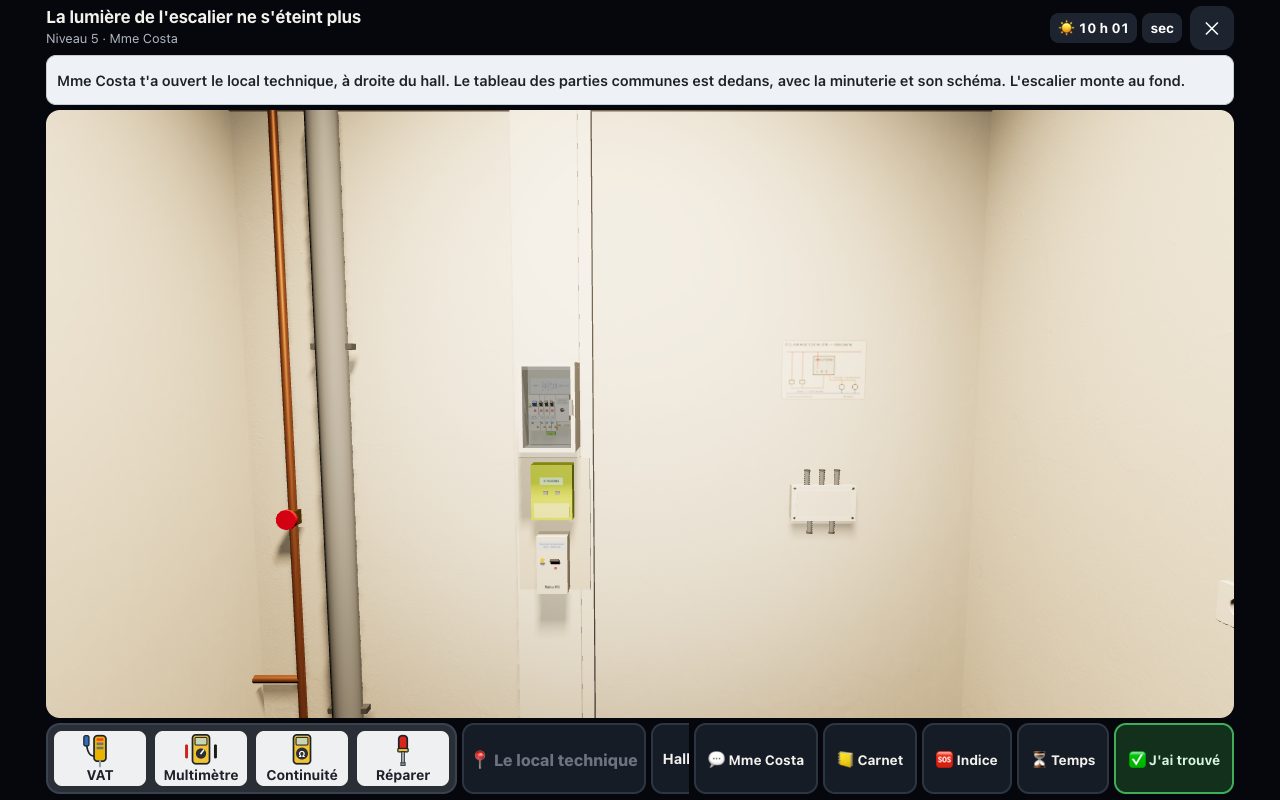 La lumière de l'escalier ne s'éteint plus
Niveau 5 · Mme Costa
10 h 01
sec
Mme Costa t'a ouvert le local technique, à droite du hall. Le tableau des parties communes est dedans, avec la minuterie et son schéma. L'escalier monte au fond.
VAT
Multimètre
Continuité
Réparer
Le local technique
Hall
Mme Costa
Carnet
SOS
Indice
Temps
J'ai trouvé